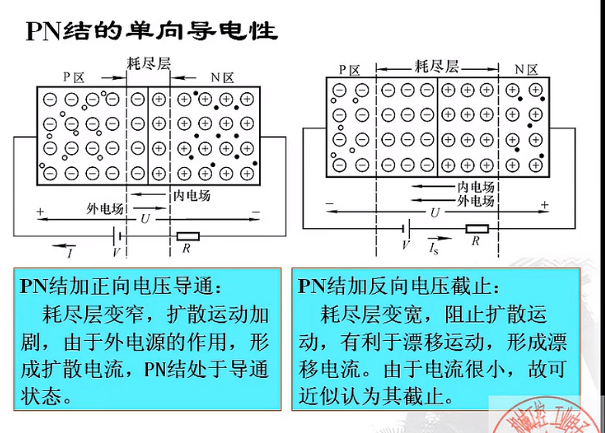 PN结的单向导电性
耗尽层
P区
N区
内电场
外电场
+ U −
I V R
耗尽层
P区
N区
内电场
外电场
− U +
V Is R
PN结加正向电压导通：
耗尽层变窄，扩散运动加
剧，由于外电源的作用，形
成扩散电流，PN结处于导通
状态。
PN结加反向电压截止：
耗尽层变宽，阻止扩散运
动，有利于漂移运动，形成漂
移电流。由于电流很小，故可
近似认为其截止。